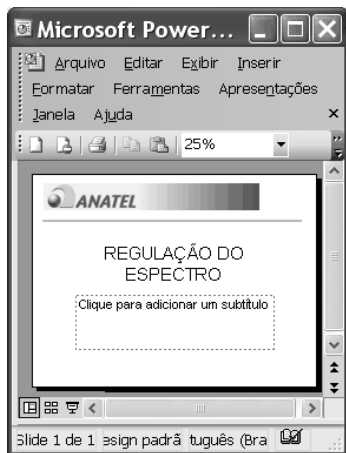 Microsoft Power...
Arquivo Editar Exibir Inserir
Formatar Ferramentas Apresentações
Janela Ajuda
25%
ANATEL
REGULAÇÃO DO
ESPECTRO
Clique para adicionar um subtítulo
Slide 1 de 1 esign padrã tuguês (Bra